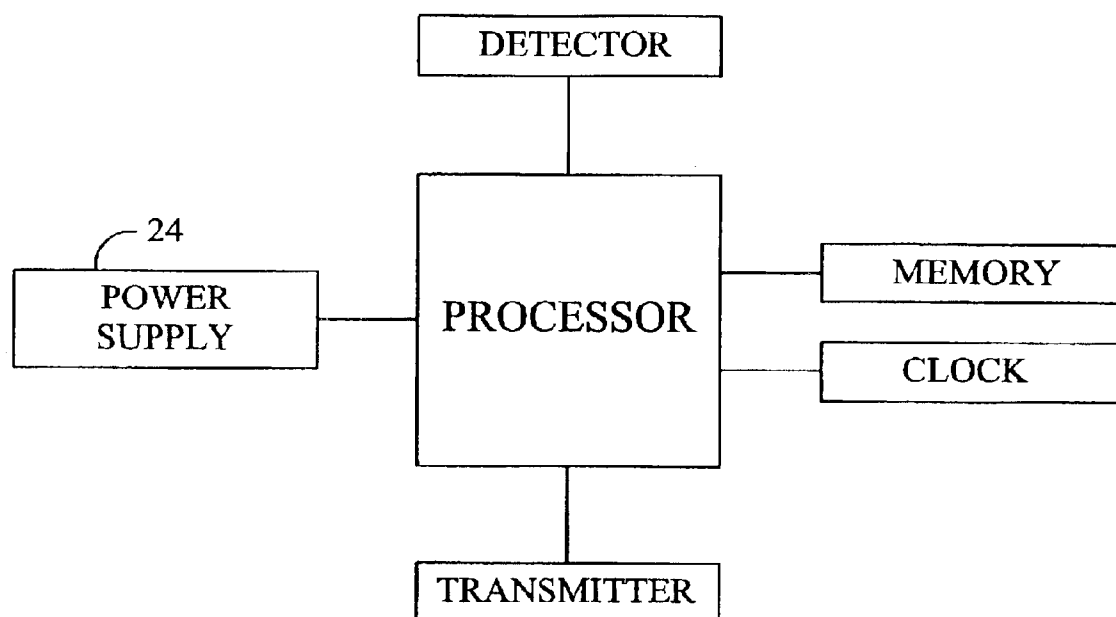 DETECTOR
24
POWER
SUPPLY
PROCESSOR
MEMORY
CLOCK
TRANSMITTER